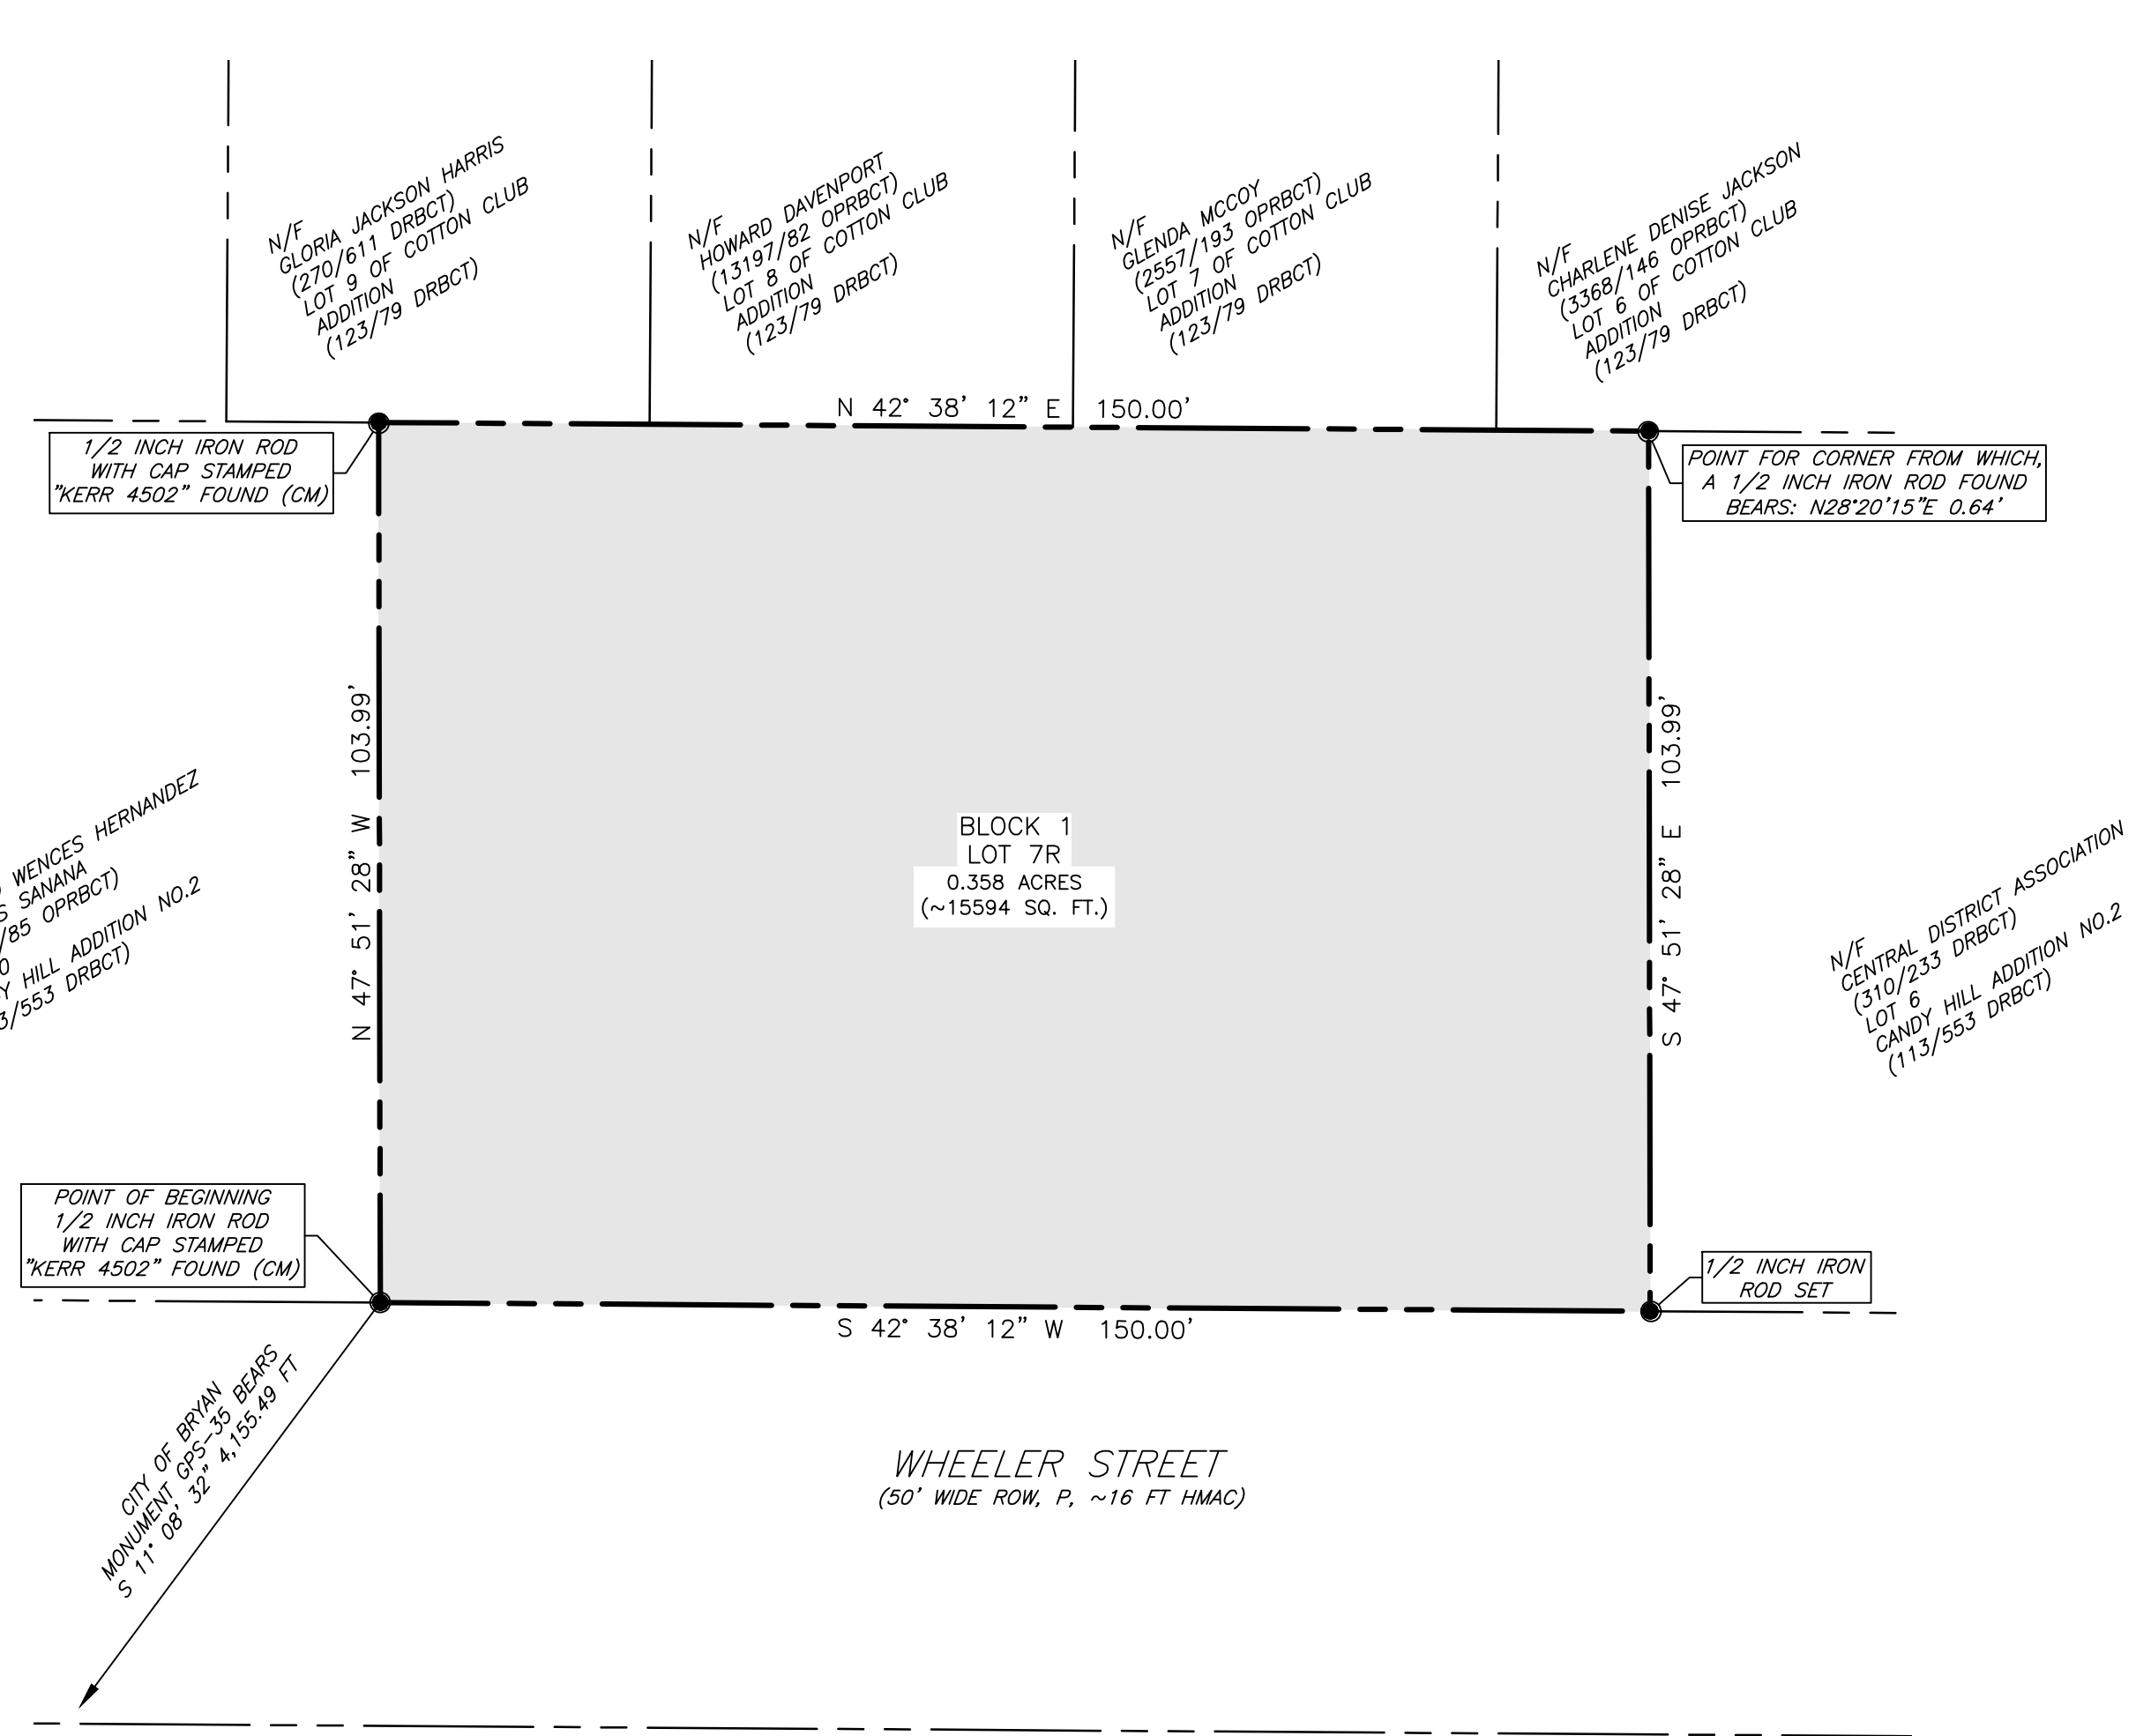 N/F
GLORIA JACKSON HARRIS
(270/611 DRBCT)
LOT 9 OF COTTON CLUB
ADDITION
(123/79 DRBCT)
N/F
HOWARD DAVENPORT
(13197/82 OPRBCT)
LOT 8 OF COTTON CLUB
ADDITION
(123/79 DRBCT)
N/F
GLENDA MCCOY
(2557/193 OPRBCT)
LOT 7 OF COTTON CLUB
ADDITION
(123/79 DRBCT)
N/F
CHARLENE DENISE JACKSON
(3368/146 OPRBCT)
LOT 6 OF COTTON CLUB
ADDITION
(123/79 DRBCT)
N 42° 38' 12" E 150.00'
1/2 INCH IRON ROD
WITH CAP STAMPED
"KERR 4502" FOUND (CM)
POINT FOR CORNER FROM WHICH,
A 1/2 INCH IRON ROD FOUND
BEARS: N28°20'15"E 0.64'
N 47° 51' 28" W 103.99'
S 47° 51' 28" E 103.99'
WENCES HERNANDEZ
SANANA
/85 OPRBCT)
HILL ADDITION NO.2
3/553 DRBCT)
BLOCK 1
LOT 7R
0.358 ACRES
(~15594 SQ. FT.)
N/F
CENTRAL DISTRICT ASSOCIATION
(310/233 DRBCT)
LOT 6
CANDY HILL ADDITION NO.2
(113/553 DRBCT)
POINT OF BEGINNING
1/2 INCH IRON ROD
WITH CAP STAMPED
"KERR 4502" FOUND (CM)
1/2 INCH IRON
ROD SET
S 42° 38' 12" W 150.00'
CITY OF BRYAN
MONUMENT GPS-35 BEARS
S 11° 08' 32" 4,155.49 FT
WHEELER STREET
(50' WIDE ROW, P, ~16 FT HMAC)